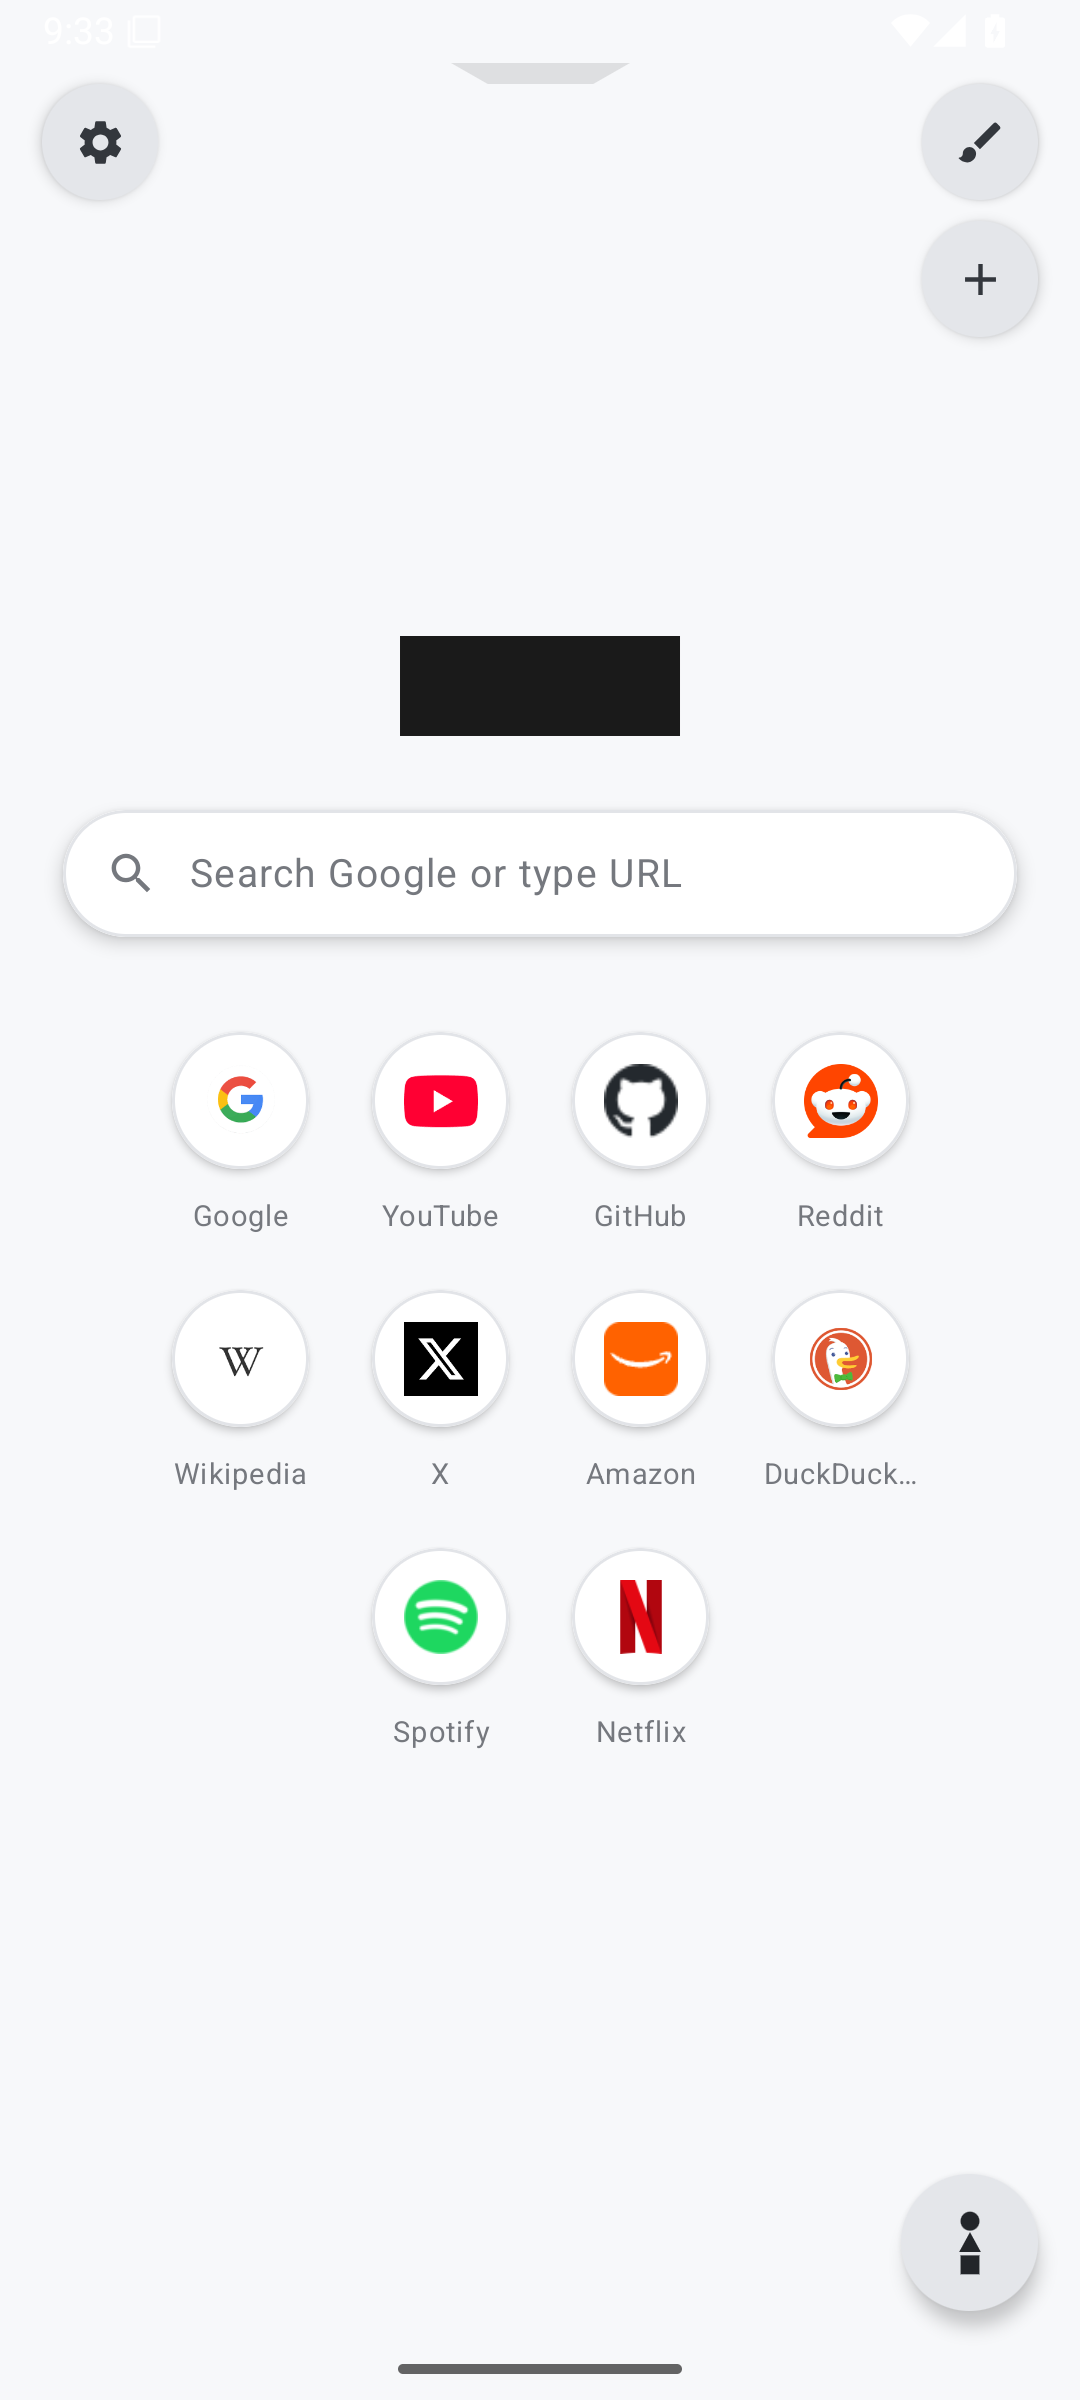 9:33
Search Google or type URL
Google YouTube GitHub Reddit
W X
Wikipedia X Amazon DuckDuck…
N
Spotify Netflix